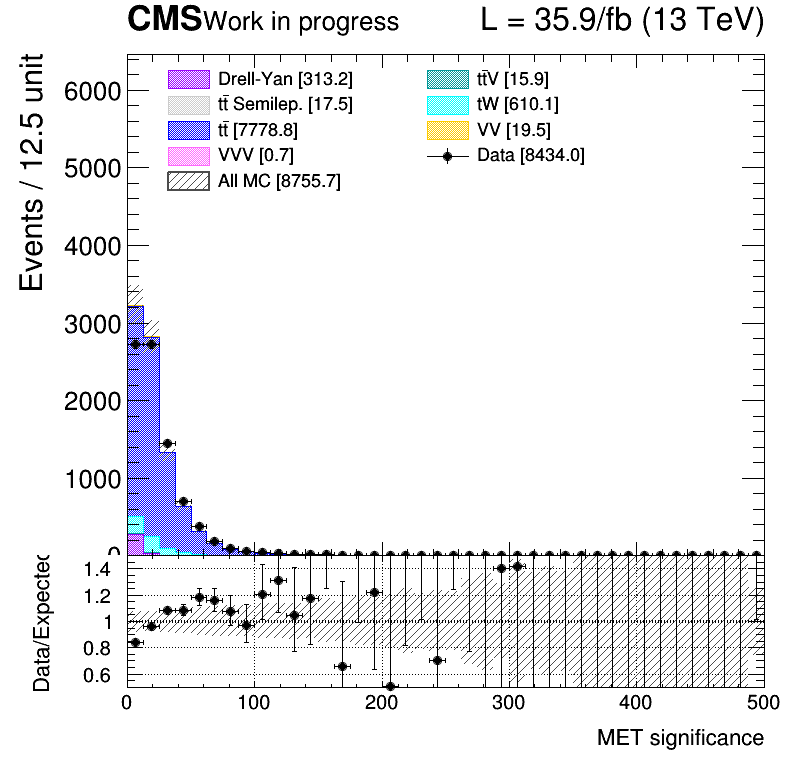 CMS Work in progress L = 35.9/fb (13 TeV)
Events / 12.5 unit
Drell-Yan [313.2]
tt̄ Semilep. [17.5]
tt̄ [7778.8]
VVV [0.7]
All MC [8755.7]
tt̄V [15.9]
tW [610.1]
VV [19.5]
Data [8434.0]
6000
5000
4000
3000
2000
1000
0
Data/Expected
1.4
1.2
1
0.8
0.6
0 100 200 300 400 500
MET significance